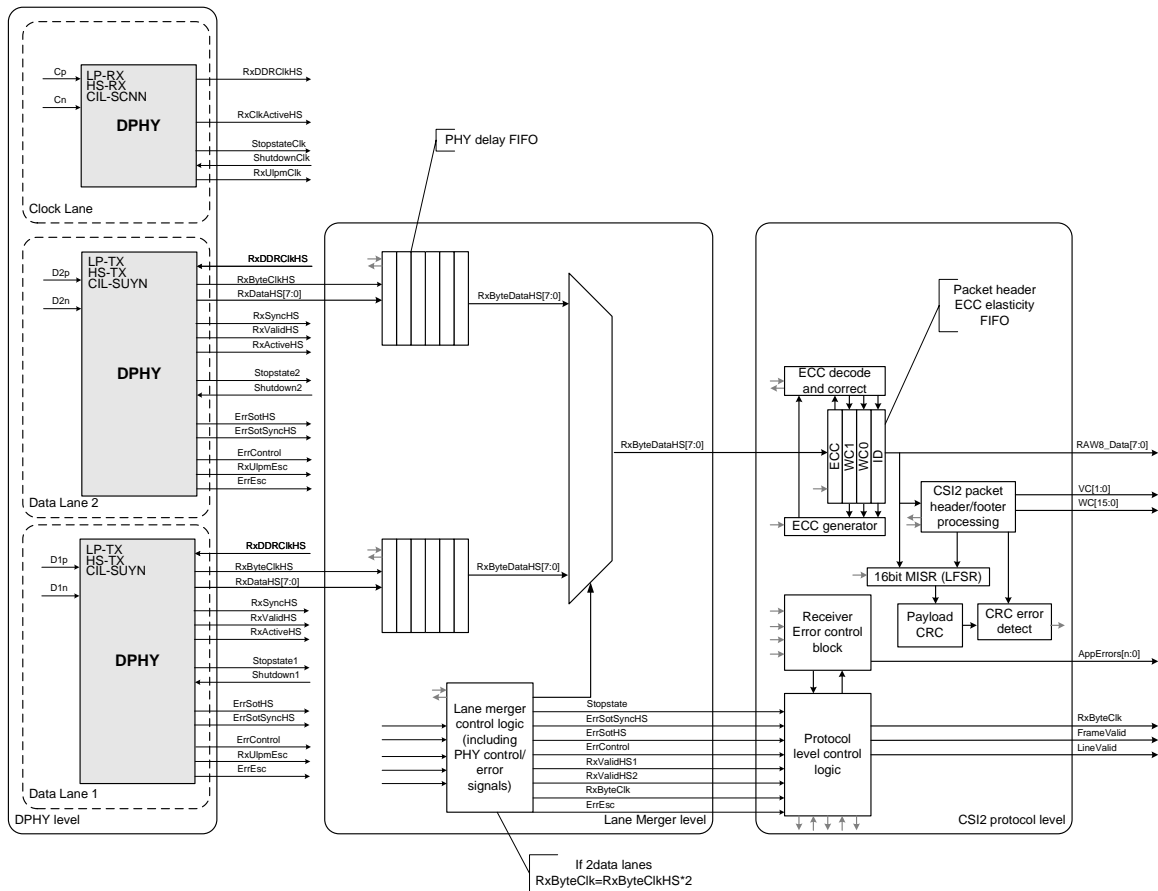 Cp
Cn
LP-RX
HS-RX
CIL-SCNN
DPHY
RxDDRClkHS
RxClkActiveHS
StopstateClk
ShutdownClk
RxUlpmClk
Clock Lane
D2p
D2n
LP-TX
HS-TX
CIL-SUYN
DPHY
RxDDRClkHS
RxByteClkHS
RxDataHS[7:0]
RxSyncHS
RxValidHS
RxActiveHS
Stopstate2
Shutdown2
ErrSotHS
ErrSotSyncHS
ErrControl
RxUlpmEsc
ErrEsc
Data Lane 2
D1p
D1n
LP-TX
HS-TX
CIL-SUYN
DPHY
RxDDRClkHS
RxByteClkHS
RxDataHS[7:0]
RxSyncHS
RxValidHS
RxActiveHS
Stopstate1
Shutdown1
ErrSotHS
ErrSotSyncHS
ErrControl
RxUlpmEsc
ErrEsc
Data Lane 1
DPHY level
PHY delay FIFO
RxByteDataHS[7:0]
RxByteDataHS[7:0]
RxByteDataHS[7:0]
Lane merger
control logic
(including
PHY control/
error
signals)
Stopstate
ErrSotSyncHS
ErrSotHS
ErrControl
RxValidHS1
RxValidHS2
RxByteClk
ErrEsc
Lane Merger level
If 2data lanes
RxByteClk=RxByteClkHS*2
Packet header
ECC elasticity
FIFO
ECC decode
and correct
ECC
WC1
WC0
ID
ECC generator
CSI2 packet
header/footer
processing
16bit MISR (LFSR)
Payload
CRC
CRC error
detect
Receiver
Error control
block
Protocol
level control
logic
RAW8_Data[7:0]
VC[1:0]
WC[15:0]
AppErrors[n:0]
RxByteClk
FrameValid
LineValid
CSI2 protocol level